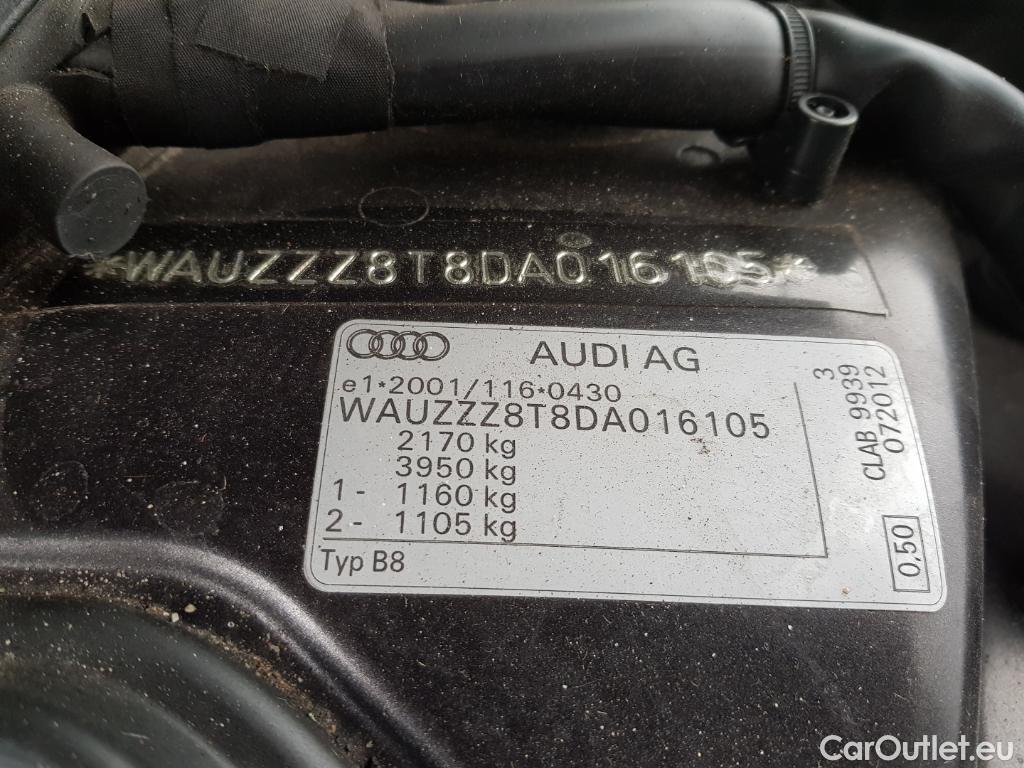 *WAUZZZ8T8DA016105*
AUDI AG
e1*2001/116*0430
WAUZZZ8T8DA016105
2170 kg
3950 kg
1- 1160 kg
2- 1105 kg
Typ B8
3
CLAB 9939
072012
0,50
CarOutlet.eu